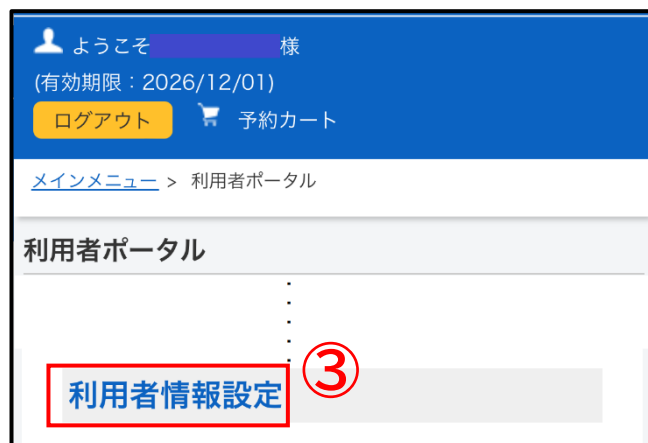 ようこそ 様
(有効期限：2026/12/01)
ログアウト 予約カート
メインメニュー > 利用者ポータル
利用者ポータル
③
利用者情報設定